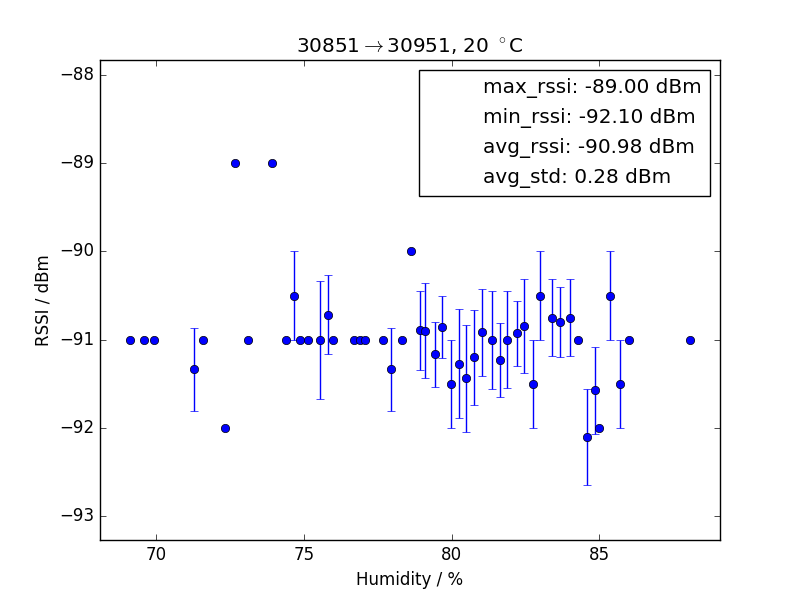 30851→30951, 20 °C
max_rssi: -89.00 dBm
min_rssi: -92.10 dBm
avg_rssi: -90.98 dBm
avg_std: 0.28 dBm
RSSI / dBm
−88
−89
−90
−91
−92
−93
70 75 80 85
Humidity / %